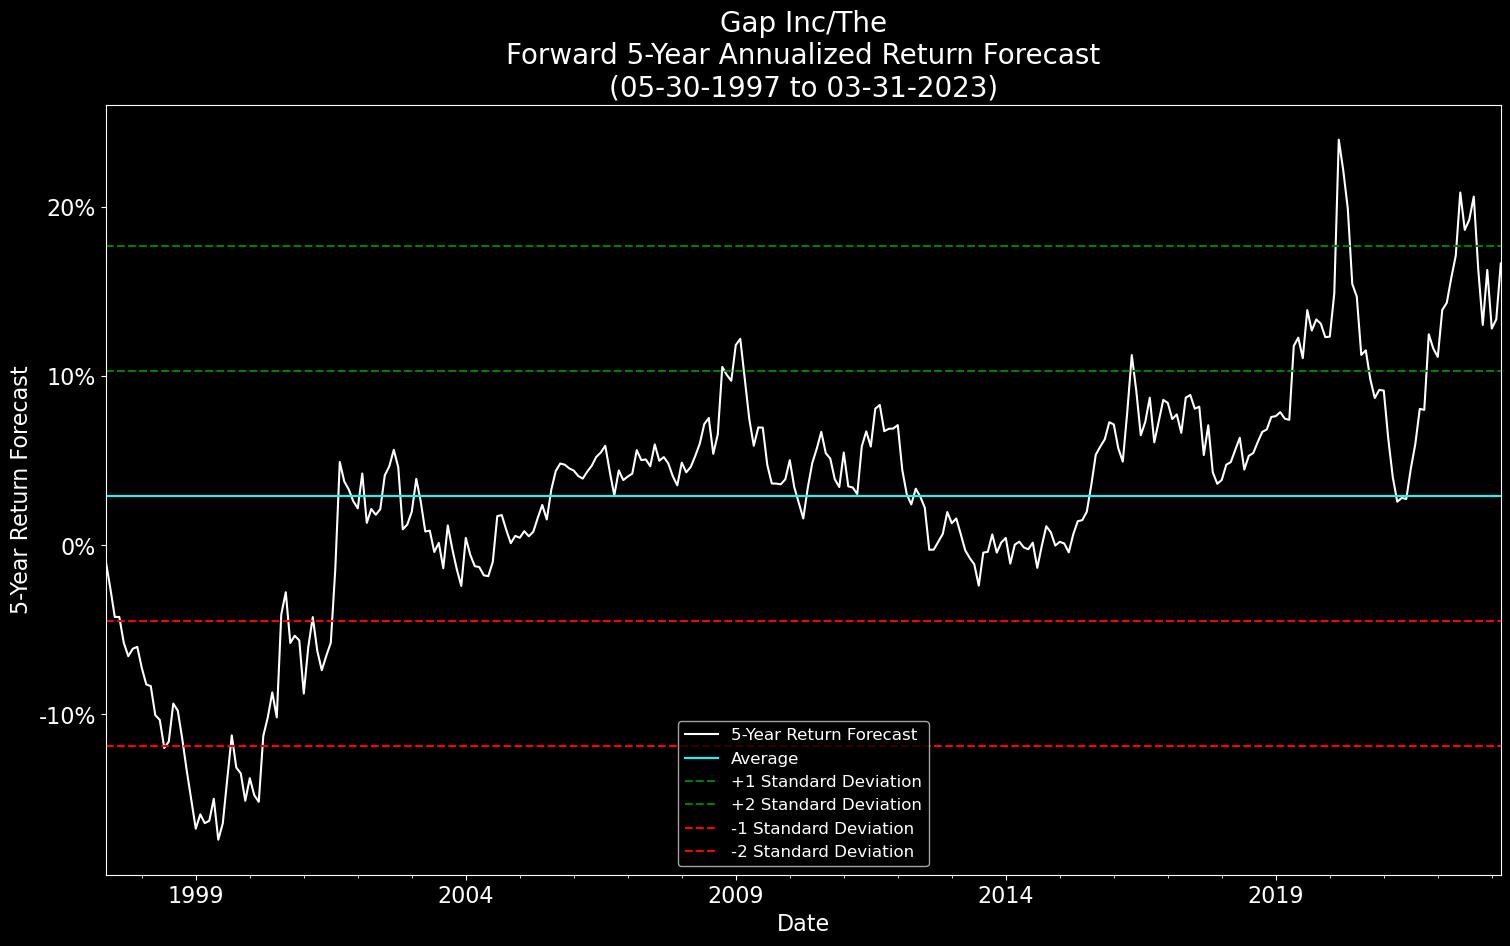 Gap Inc/The
Forward 5-Year Annualized Return Forecast
(05-30-1997 to 03-31-2023)
5-Year Return Forecast
20%
10%
0%
-10%
5-Year Return Forecast
Average
+1 Standard Deviation
+2 Standard Deviation
-1 Standard Deviation
-2 Standard Deviation
1999 2004 2009 2014 2019
Date